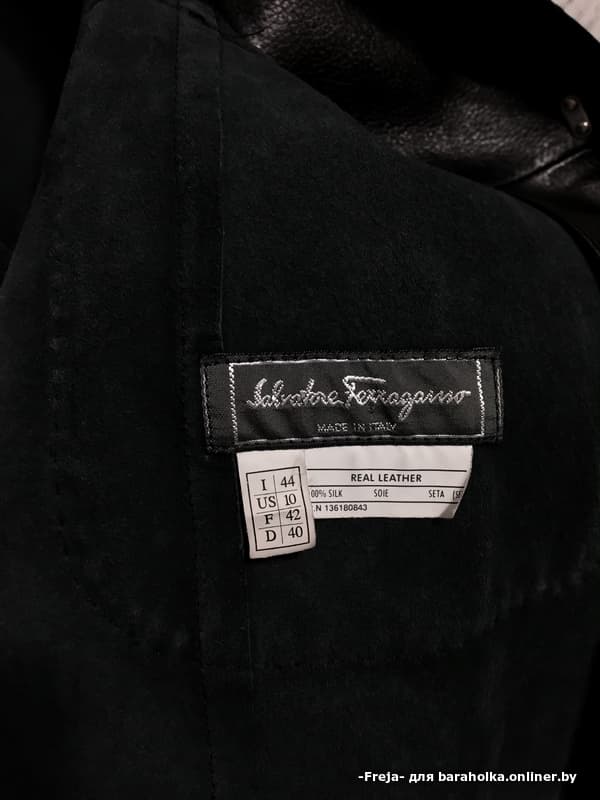 Salvatore Ferragamo
MADE IN ITALY
I 44
US 10
F 42
D 40
REAL LEATHER
00% SILK SOIE SETA
N 136180843
-Freja- для baraholka.onliner.by